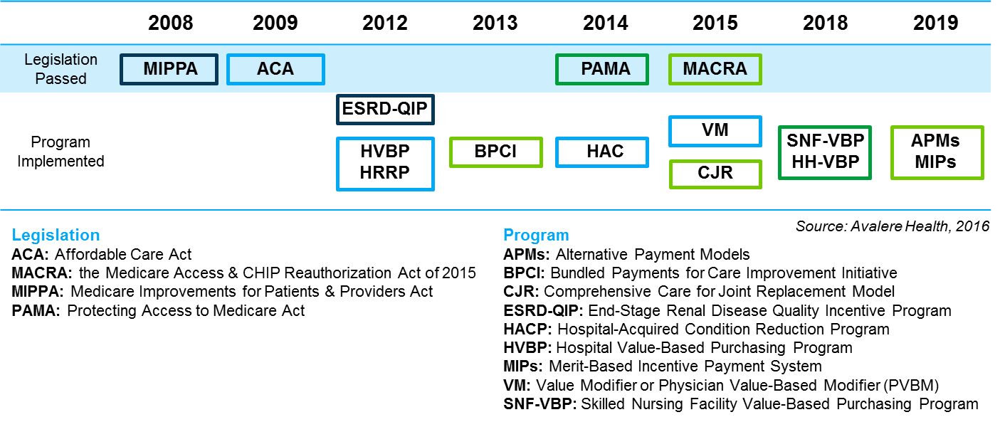 2008 2009 2012 2013 2014 2015 2018 2019
Legislation
Passed
MIPPA ACA PAMA MACRA
Program
Implemented
ESRD-QIP
HVBP
HRRP
BPCI
HAC
VM
CJR
SNF-VBP
HH-VBP
APMs
MIPs
Source: Avalere Health, 2016
Legislation
ACA: Affordable Care Act
MACRA: the Medicare Access & CHIP Reauthorization Act of 2015
MIPPA: Medicare Improvements for Patients & Providers Act
PAMA: Protecting Access to Medicare Act
Program
APMs: Alternative Payment Models
BPCI: Bundled Payments for Care Improvement Initiative
CJR: Comprehensive Care for Joint Replacement Model
ESRD-QIP: End-Stage Renal Disease Quality Incentive Program
HACP: Hospital-Acquired Condition Reduction Program
HVBP: Hospital Value-Based Purchasing Program
MIPs: Merit-Based Incentive Payment System
VM: Value Modifier or Physician Value-Based Modifier (PVBM)
SNF-VBP: Skilled Nursing Facility Value-Based Purchasing Program